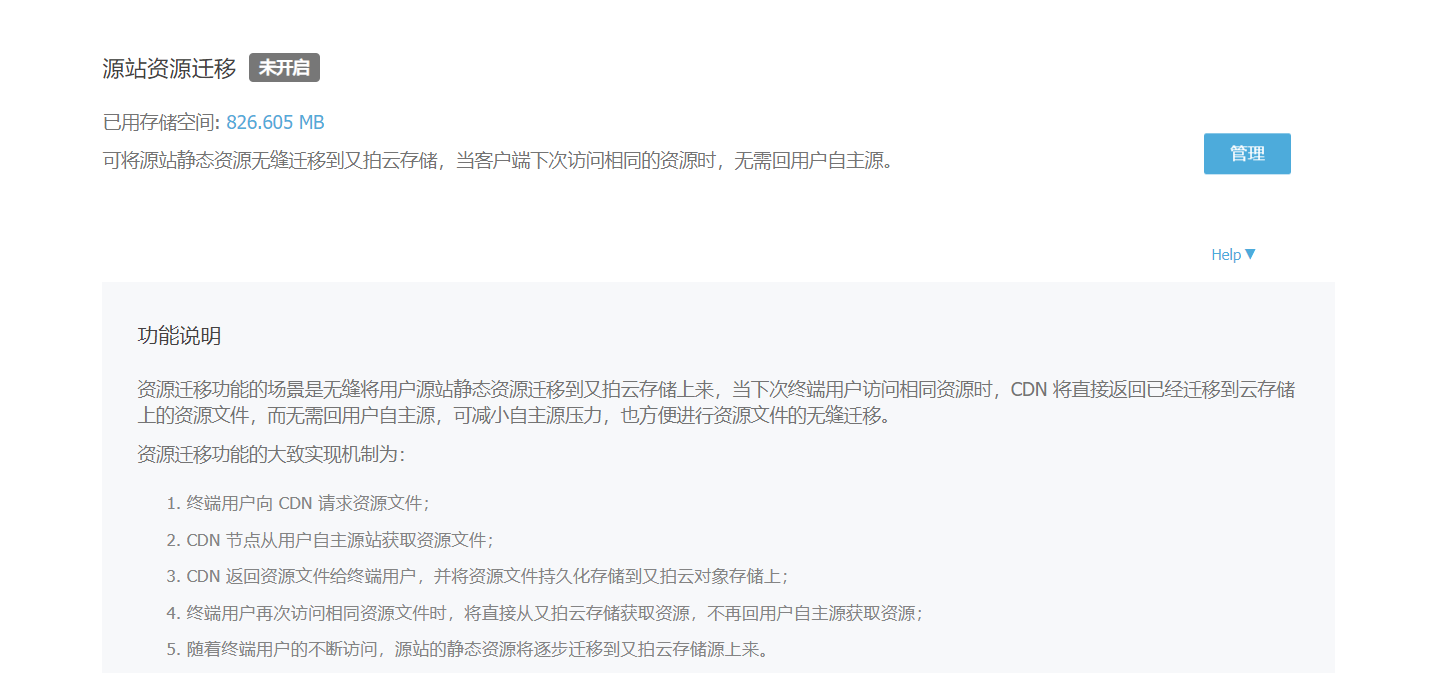 源站资源迁移 未开启
已用存储空间: 826.605 MB
可将源站静态资源无缝迁移到又拍云存储，当客户端下次访问相同的资源时，无需回用户自主源。
管理
Help▼
功能说明
资源迁移功能的场景是无缝将用户源站静态资源迁移到又拍云存储上来，当下次终端用户访问相同资源时，CDN 将直接返回已经迁移到云存储
上的资源文件，而无需回用户自主源，可减小自主源压力，也方便进行资源文件的无缝迁移。
资源迁移功能的大致实现机制为：
1. 终端用户向 CDN 请求资源文件；
2. CDN 节点从用户自主源站获取资源文件；
3. CDN 返回资源文件给终端用户，并将资源文件持久化存储到又拍云对象存储上；
4. 终端用户再次访问相同资源文件时，将直接从又拍云存储获取资源，不再回用户自主源获取资源；
5. 随着终端用户的不断访问，源站的静态资源将逐步迁移到又拍云存储源上来。